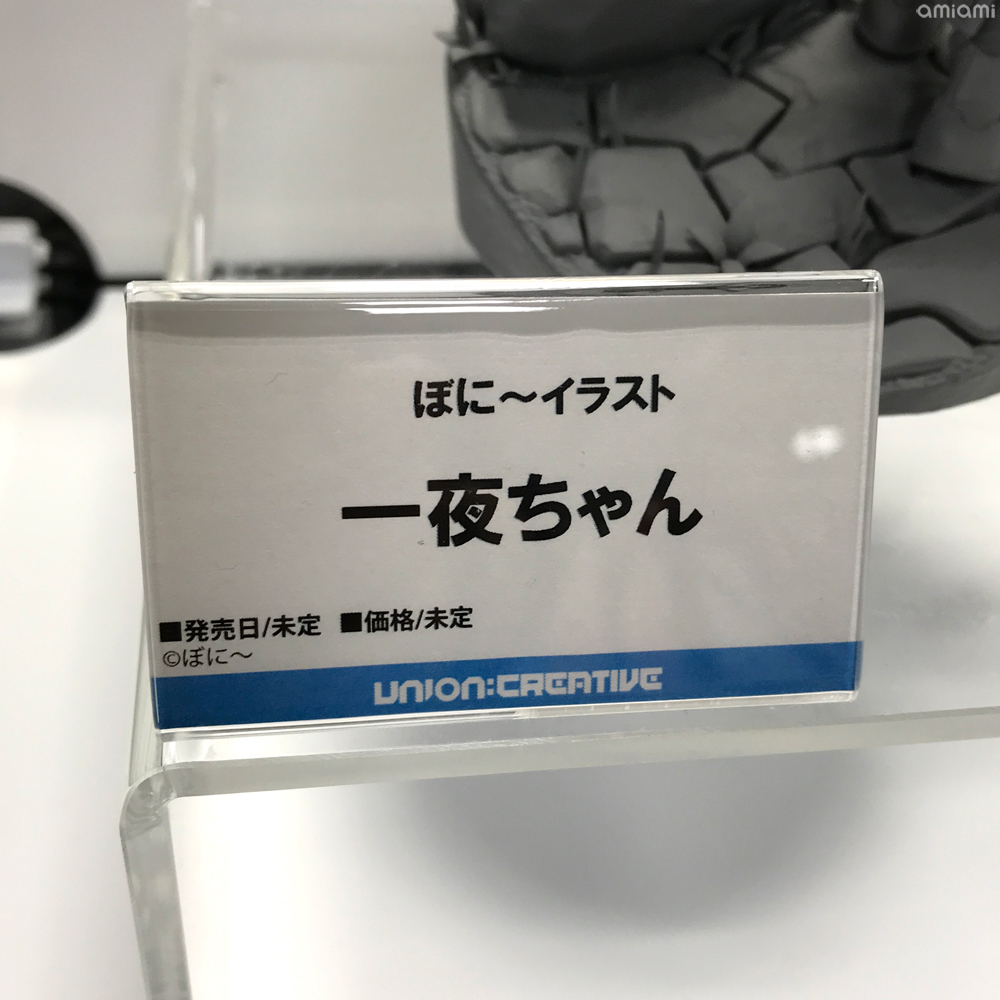 amiami
ぼに～イラスト
一夜ちゃん
■発売日/未定 ■価格/未定
©ぼに～
UNION:CREATIVE